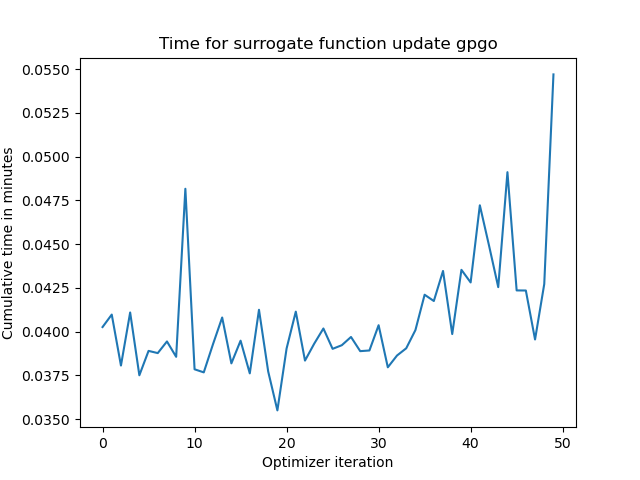 Time for surrogate function update gpgo
Cumulative time in minutes
0.0550
0.0525
0.0500
0.0475
0.0450
0.0425
0.0400
0.0375
0.0350
0 10 20 30 40 50
Optimizer iteration